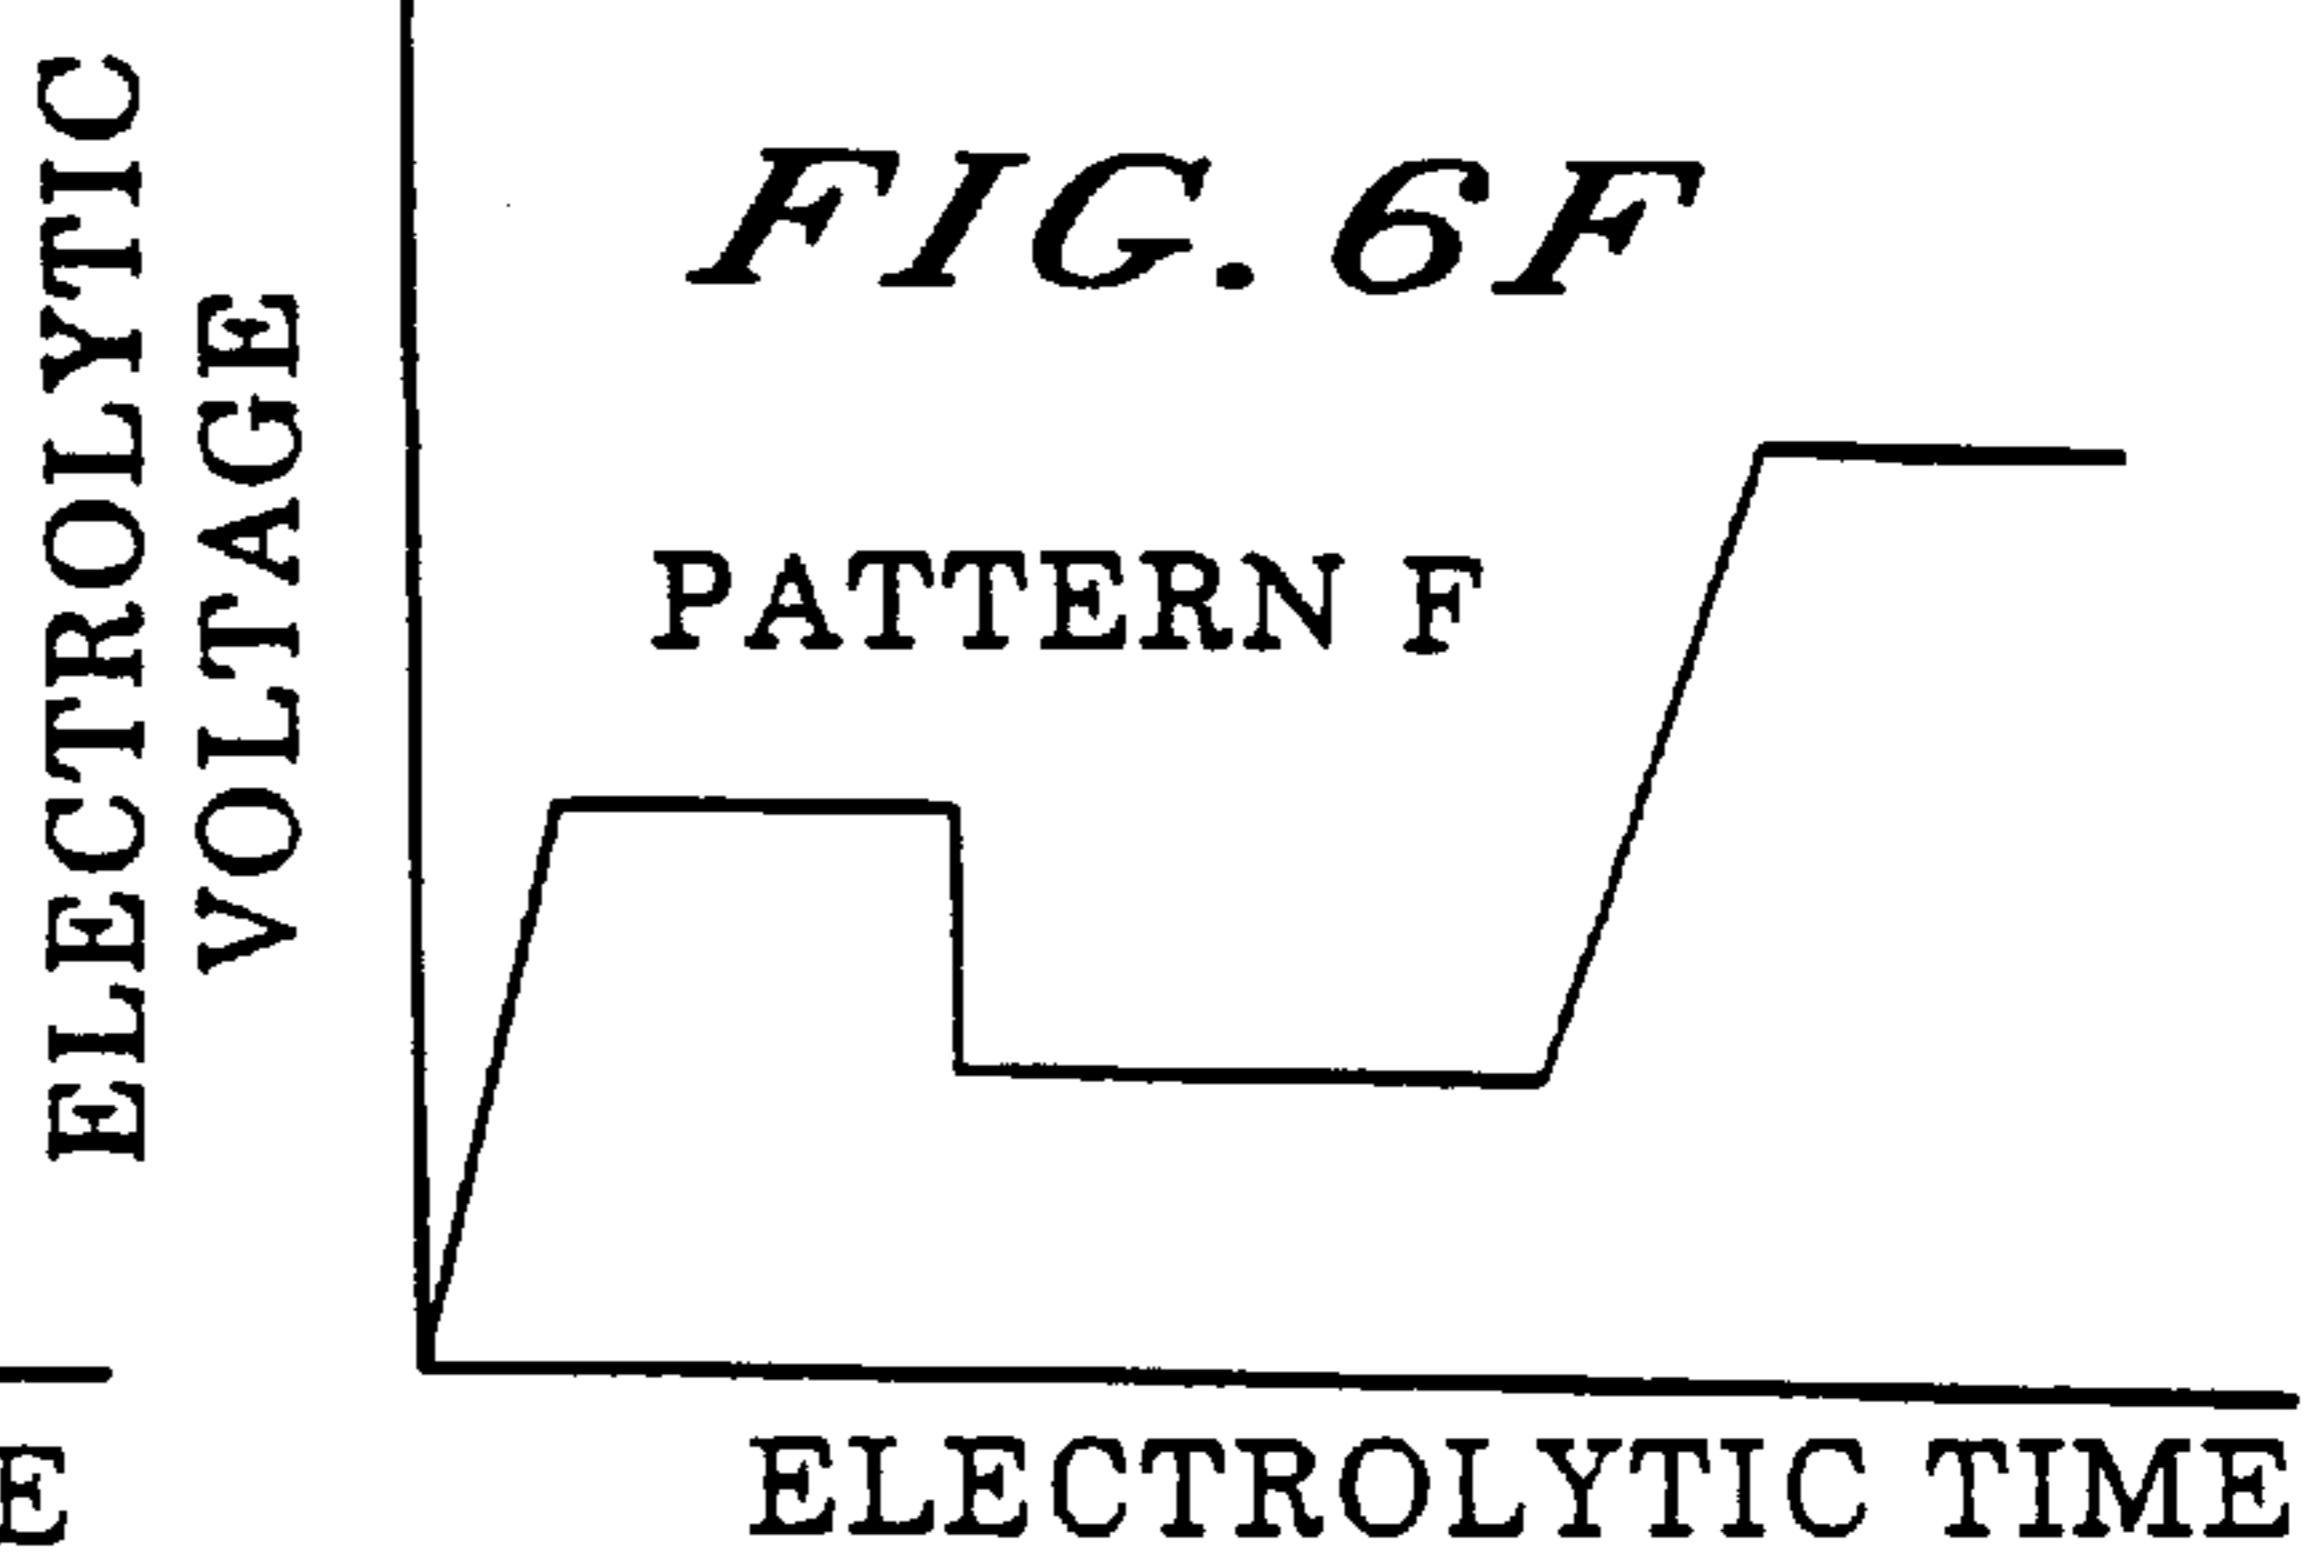 FIG. 6F
ELECTROLYTIC
VOLTAGE
PATTERN F
ELECTROLYTIC TIME
E